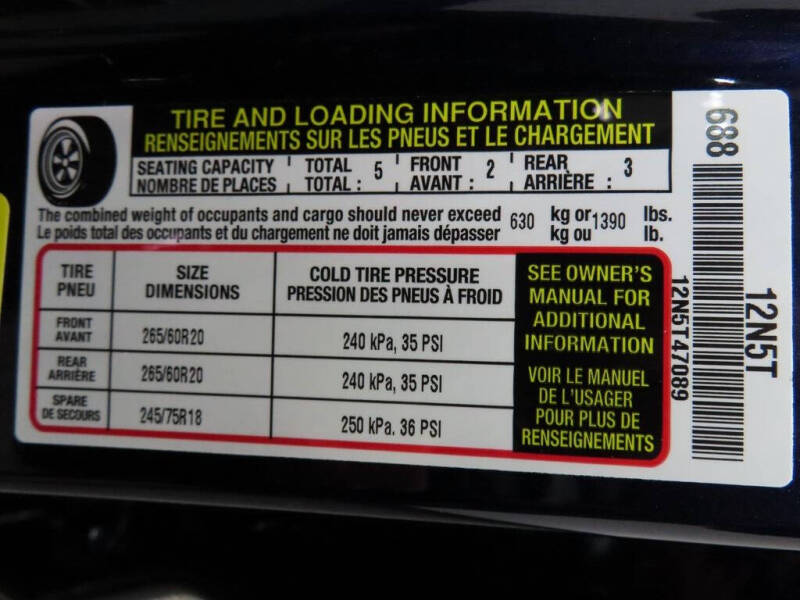 TIRE AND LOADING INFORMATION
RENSEIGNEMENTS SUR LES PNEUS ET LE CHARGEMENT
SEATING CAPACITY TOTAL 5 FRONT 2 REAR 3
NOMBRE DE PLACES TOTAL : AVANT : ARRIÈRE :
The combined weight of occupants and cargo should never exceed 630 kg or 1390 lbs.
Le poids total des occupants et du chargement ne doit jamais dépasser kg ou lb.
TIRE SIZE COLD TIRE PRESSURE
PNEU DIMENSIONS PRESSION DES PNEUS À FROID
FRONT
AVANT 265/60R20 240 kPa, 35 PSI
REAR
ARRIÈRE 265/60R20 240 kPa, 35 PSI
SPARE
DE SECOURS 245/75R18 250 kPa. 36 PSI
SEE OWNER'S
MANUAL FOR
ADDITIONAL
INFORMATION
VOIR LE MANUEL
DE L'USAGER
POUR PLUS DE
RENSEIGNEMENTS
12N5T47089
688
12N5T